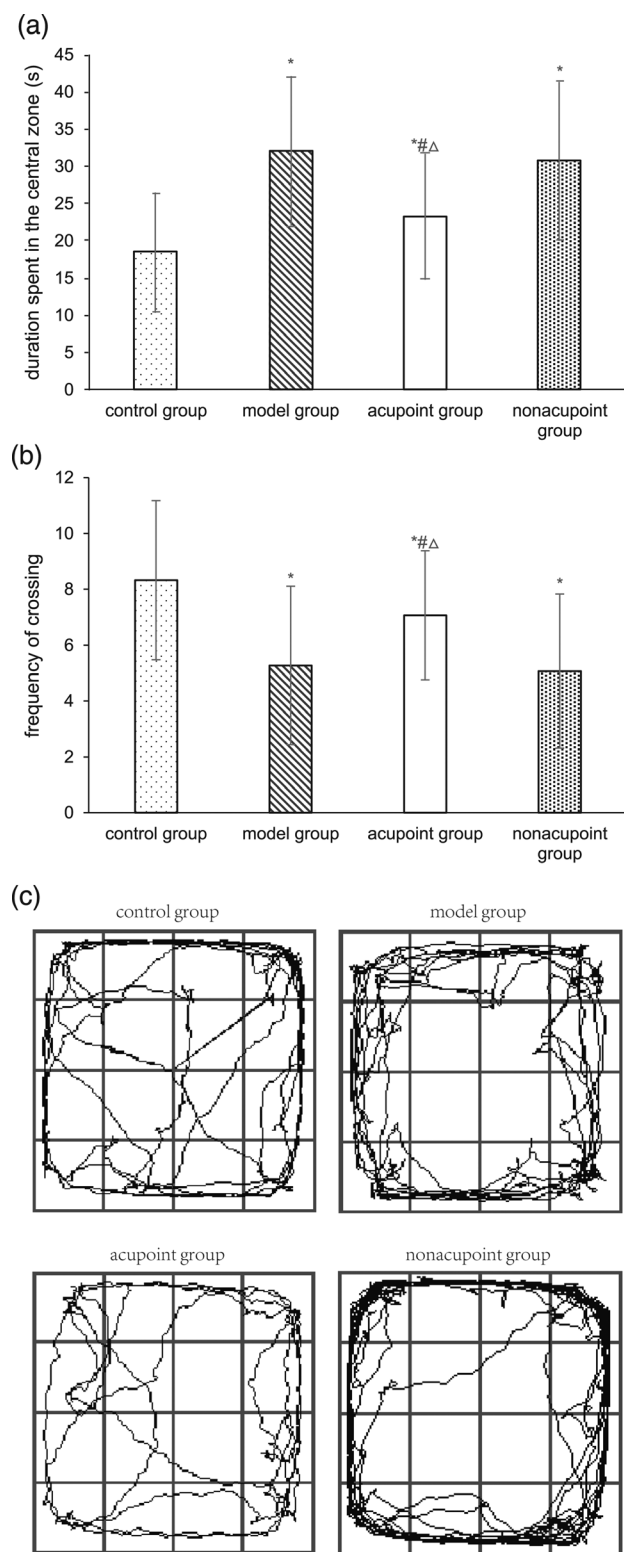 (a)
duration spent in the central zone (s)
45
40
35
30
25
20
15
10
5
0
*
*#△
*
control group
model group
acupoint group
nonacupoint
group
(b)
frequency of crossing
12
10
8
6
4
2
0
*
*#△
*
control group
model group
acupoint group
nonacupoint
group
(c)
control group
model group
acupoint group
nonacupoint group